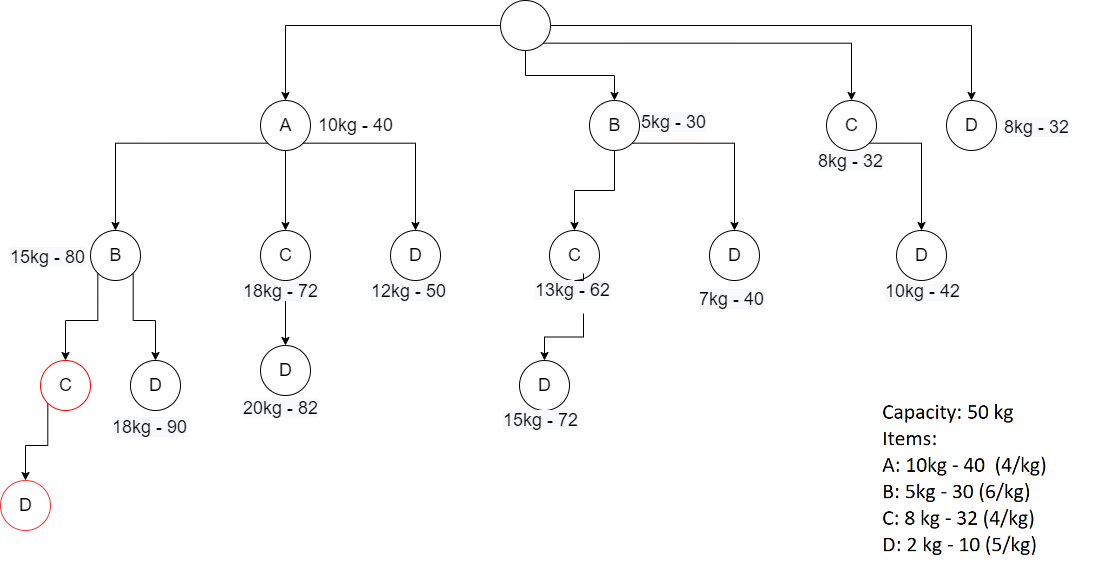 A
10kg - 40
B
5kg - 30
C
8kg - 32
D
8kg - 32
15kg - 80
B
C
18kg - 72
D
12kg - 50
C
13kg - 62
D
7kg - 40
D
10kg - 42
C
D
18kg - 90
D
20kg - 82
D
15kg - 72
D
Capacity: 50 kg
Items:
A: 10kg - 40 (4/kg)
B: 5kg - 30 (6/kg)
C: 8 kg - 32 (4/kg)
D: 2 kg - 10 (5/kg)